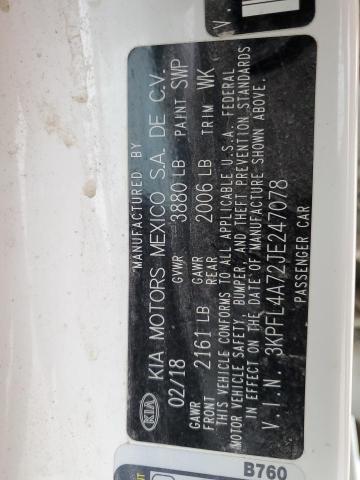 V.
MANUFACTURED BY
KIA KIA MOTORS MEXICO S.A. DE C.V.
02/18 GVWR 3880 LB PAINT SWP
GAWR FRONT 2161 LB GAWR REAR 2006 LB TRIM WK
THIS VEHICLE CONFORMS TO ALL APPLICABLE U.S.A. FEDERAL
MOTOR VEHICLE SAFETY, BUMPER, AND THEFT PREVENTION STANDARDS
IN EFFECT ON THE DATE OF MANUFACTURE SHOWN ABOVE.
V.I.N. 3KPFL4A72JE247078
PASSENGER CAR
B760